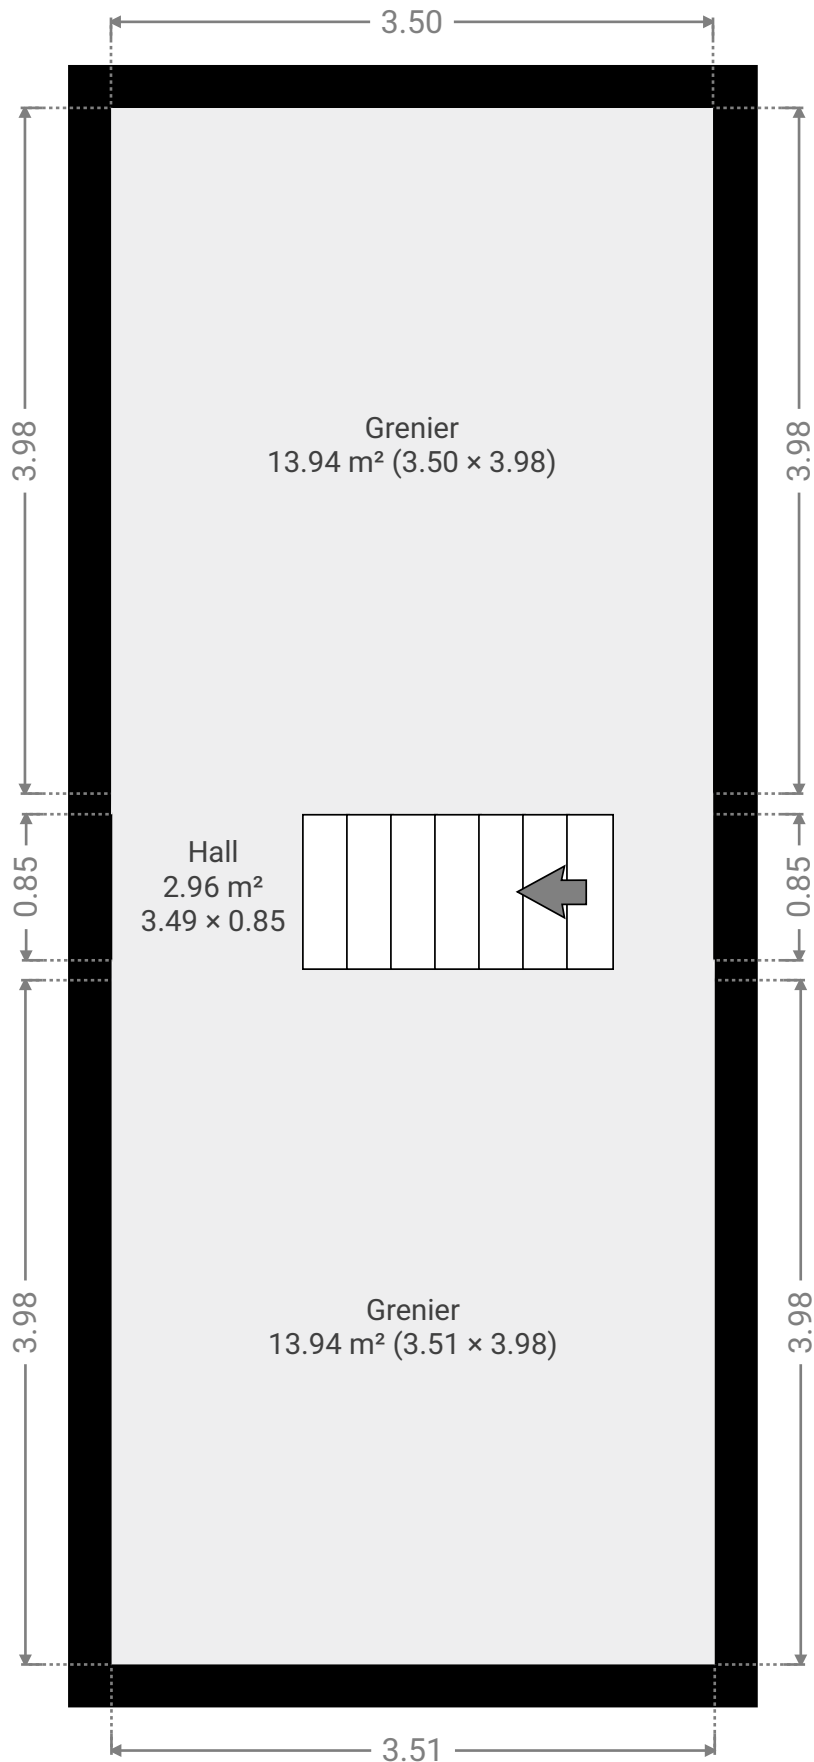 3.50
3.98
3.98
Grenier
13.94 m² (3.50 × 3.98)
0.85
0.85
Hall
2.96 m²
3.49 × 0.85
3.98
3.98
Grenier
13.94 m² (3.51 × 3.98)
3.51